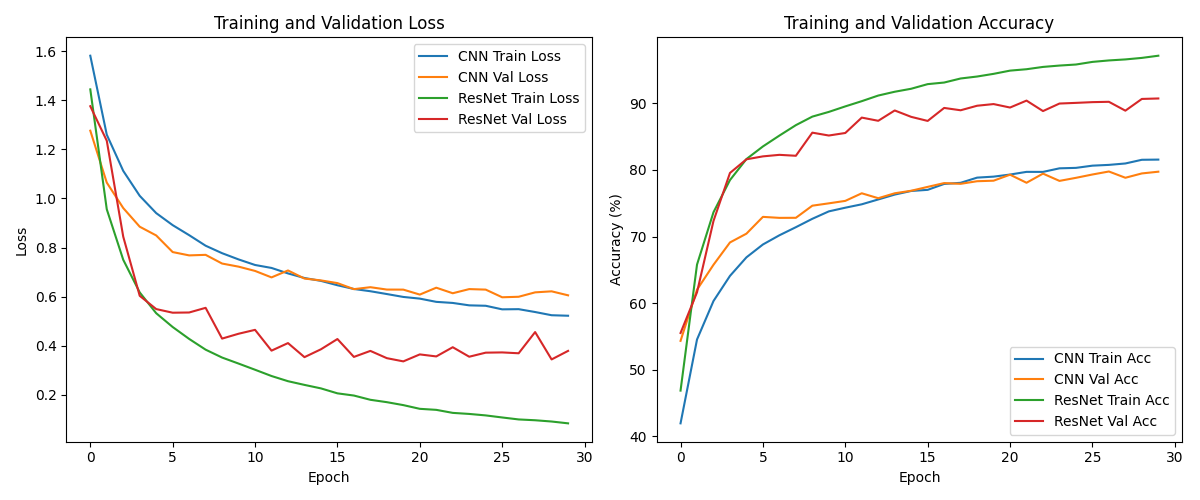 Training and Validation Loss
Loss
1.6
1.4
1.2
1.0
0.8
0.6
0.4
0.2
0 5 10 15 20 25 30
Epoch
CNN Train Loss
CNN Val Loss
ResNet Train Loss
ResNet Val Loss
Training and Validation Accuracy
Accuracy (%)
90
80
70
60
50
40
0 5 10 15 20 25 30
Epoch
CNN Train Acc
CNN Val Acc
ResNet Train Acc
ResNet Val Acc